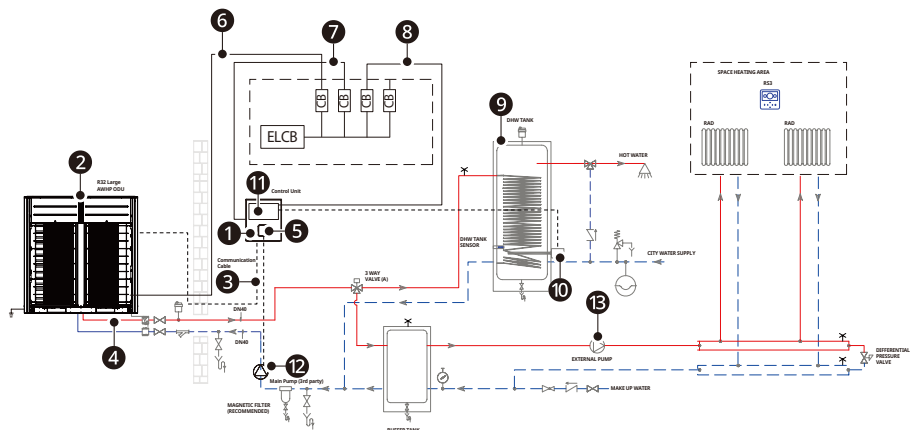 6
7
8
SPACE HEATING AREA
RS3
9
DHW TANK
CB
CB
CB
CB
RAD
RAD
ELCB
HOT WATER
2
R32 Large
AWHP ODU
11
Control Unit
1
5
DHW TANK
SENSOR
CITY WATER SUPPLY
Communication
Cable
3
3 WAY
VALVE (A)
10
13
DN40
4
DN40
EXTERNAL PUMP
DIFFERENTIAL
PRESSURE
VALVE
12
Main Pump (3rd party)
MAKE UP WATER
MAGNETIC FILTER
(RECOMMENDED)